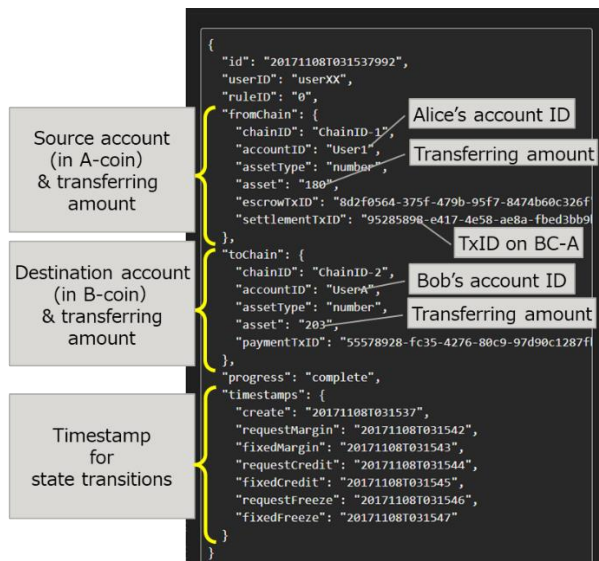 {
"id": "20171108T031537992",
"userID": "userXX",
"ruleID": "0",
"fromChain": {
"chainID": "ChainID-1",
"accountID": "User1",
"assetType": "number",
"asset": "180",
"escrowTxID": "8d2f0564-375f-479b-95f7-8474b60c326f
"settlementTxID": "95285898-e417-4e58-ae8a-fbed3bb9
},
"toChain": {
"chainID": "ChainID-2",
"accountID": "UserA",
"assetType": "number",
"asset": "203",
"paymentTxID": "55578928-fc35-4276-80c9-97d90c1287f
},
"progress": "complete",
"timestamps": {
"create": "20171108T031537",
"requestMargin": "20171108T031542",
"fixedMargin": "20171108T031543",
"requestCredit": "20171108T031544",
"fixedCredit": "20171108T031545",
"requestFreeze": "20171108T031546",
"fixedFreeze": "20171108T031547"
}
}
Source account
(in A-coin)
& transferring
amount
Destination account
(in B-coin)
& transferring
amount
Timestamp
for
state transitions
Alice's account ID
Transferring amount
TxID on BC-A
Bob's account ID
Transferring amount